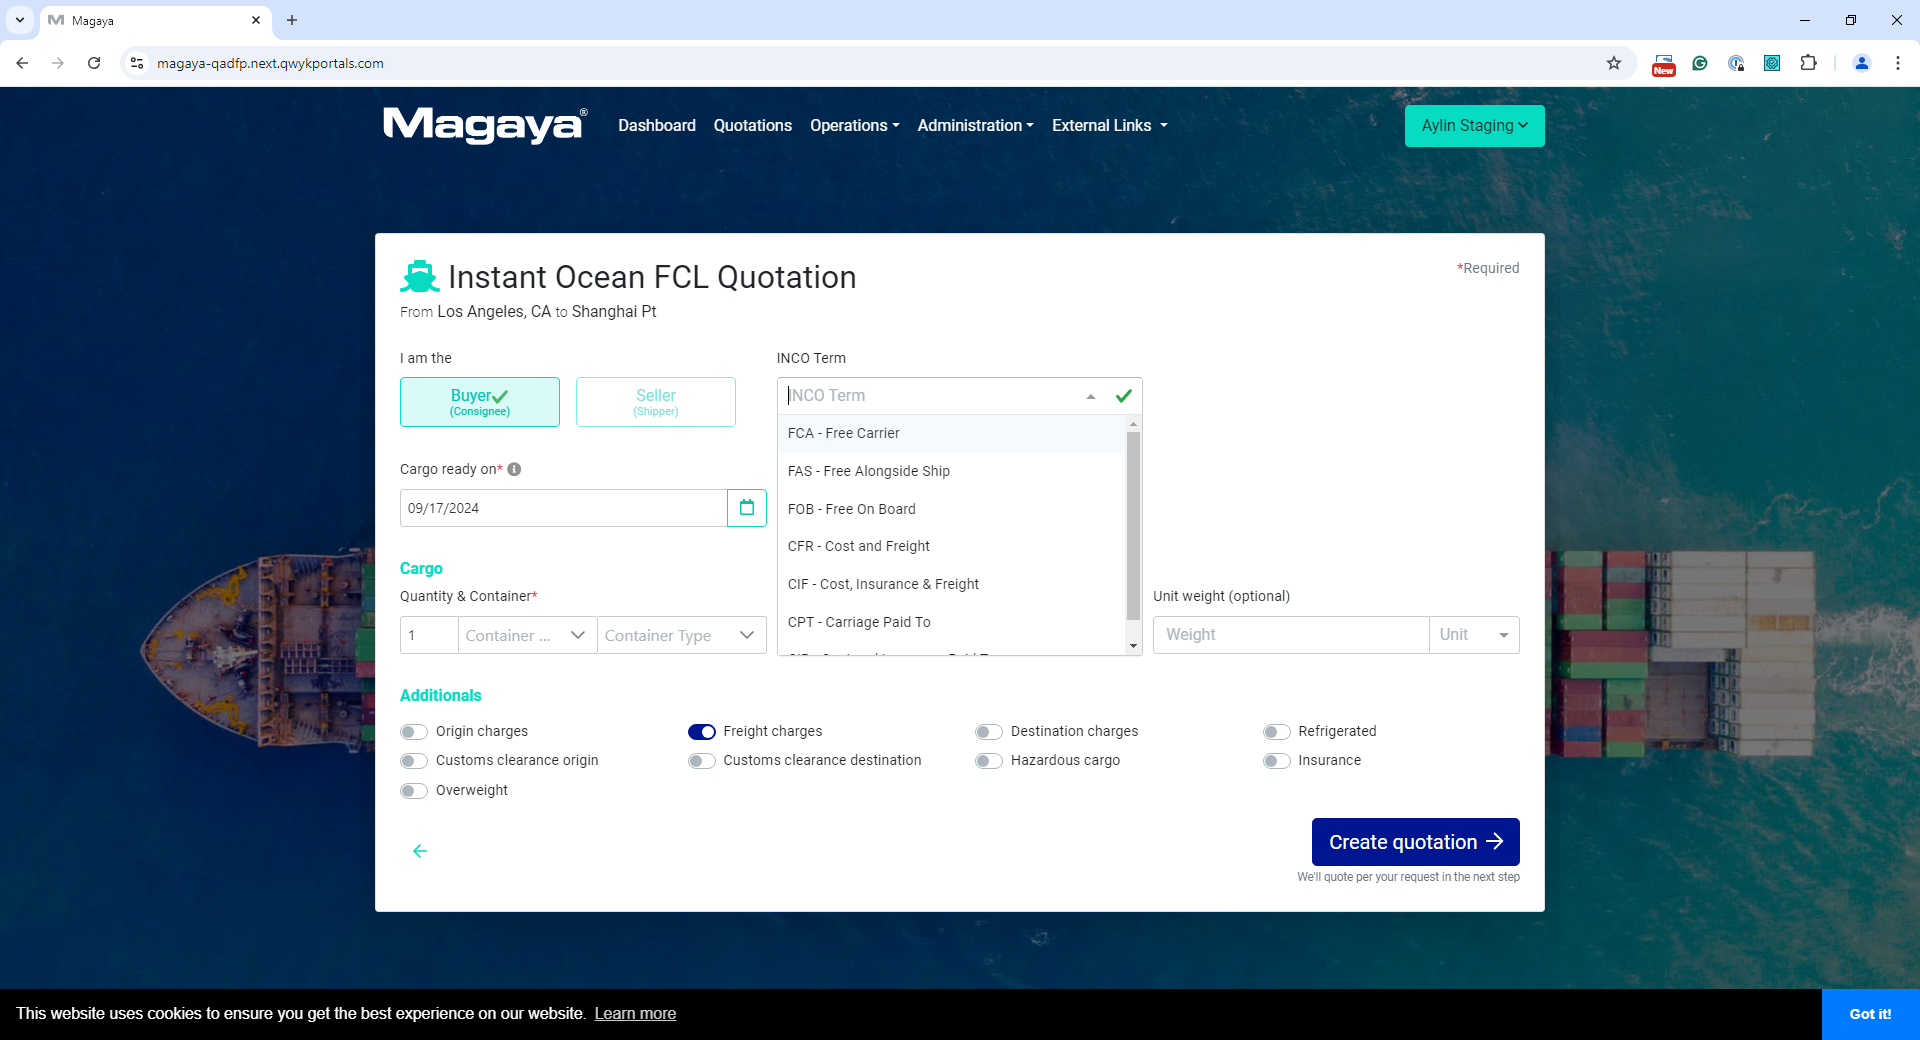 Magaya
magaya-qadfp.next.qwykportals.com
New
Magaya®
Dashboard
Quotations
Operations
Administration
External Links
Aylin Staging
Instant Ocean FCL Quotation
*Required
From Los Angeles, CA to Shanghai Pt
I am the
INCO Term
Buyer
(Consignee)
Seller
(Shipper)
INCO Term
FCA - Free Carrier
FAS - Free Alongside Ship
FOB - Free On Board
CFR - Cost and Freight
CIF - Cost, Insurance & Freight
CPT - Carriage Paid To
Cargo ready on*
09/17/2024
Cargo
Quantity & Container*
Unit weight (optional)
1
Container ...
Container Type
Weight
Unit
Additionals
Origin charges
Freight charges
Destination charges
Refrigerated
Customs clearance origin
Customs clearance destination
Hazardous cargo
Insurance
Overweight
Create quotation
We'll quote per your request in the next step
This website uses cookies to ensure you get the best experience on our website. Learn more
Got it!